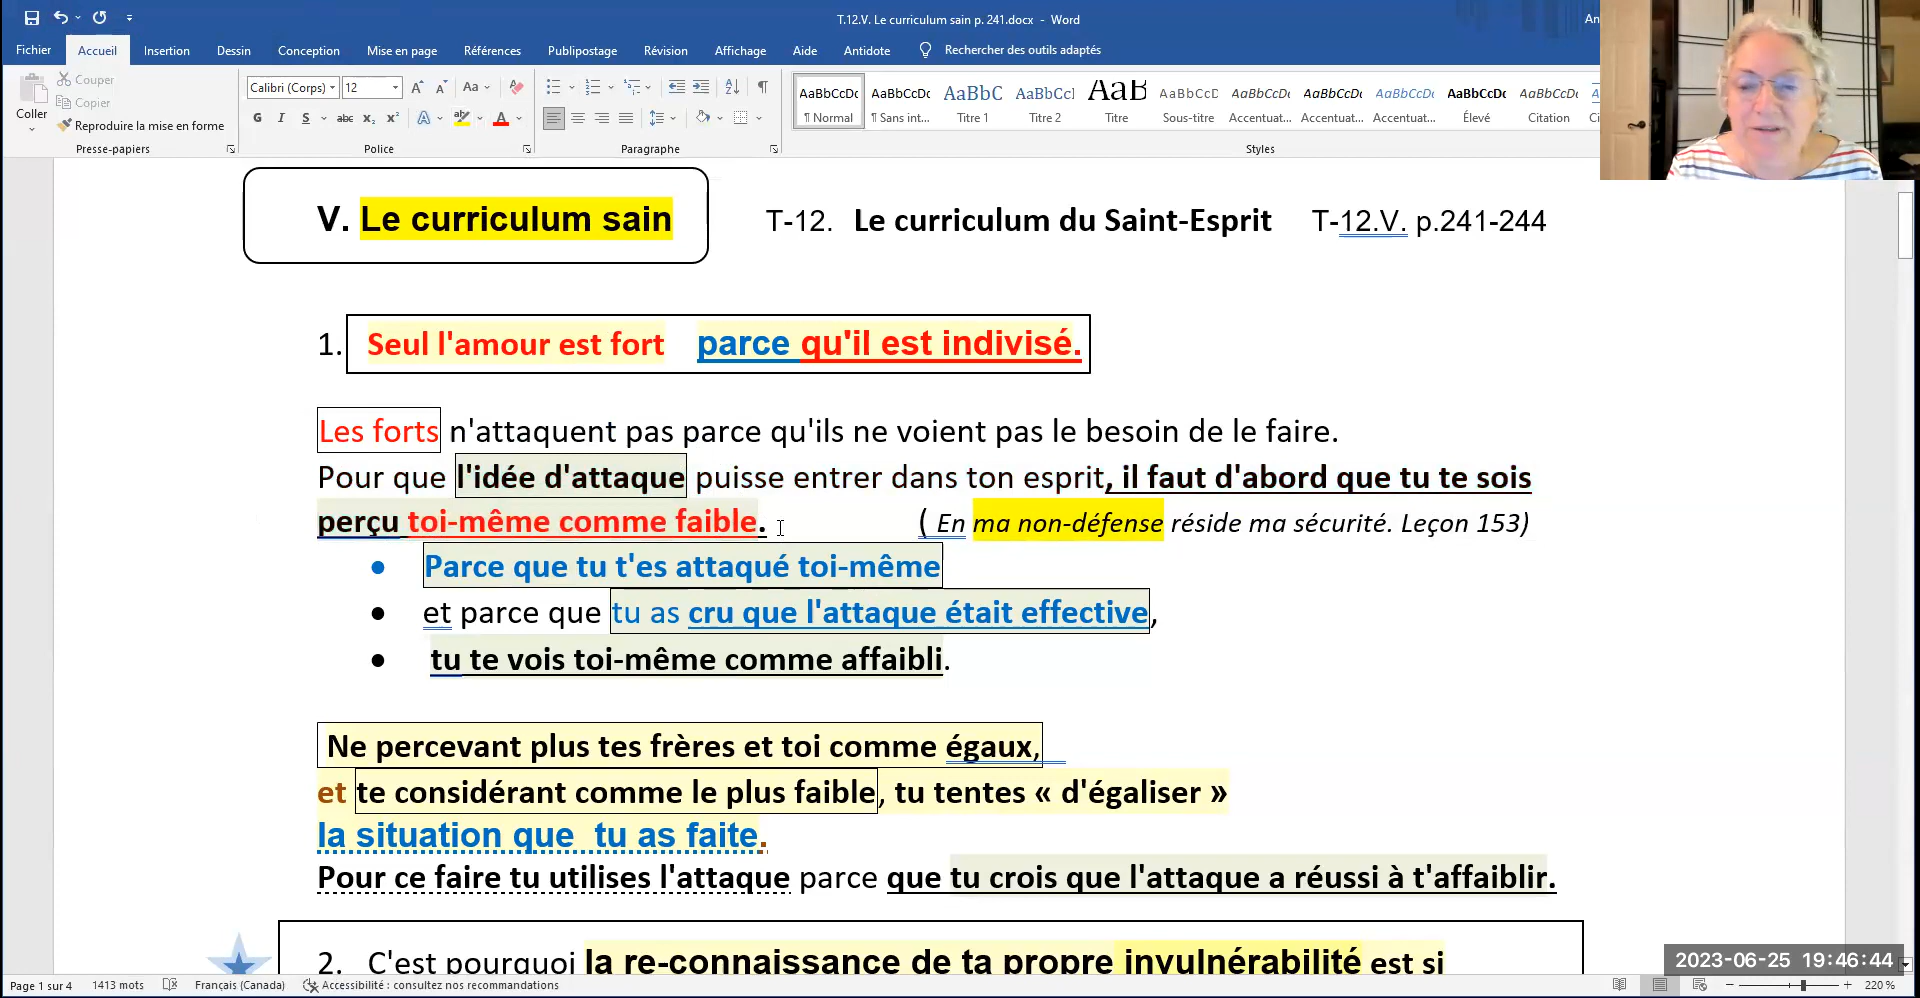 T.12.V. Le curriculum sain p. 241.docx - Word
Fichier Accueil Insertion Dessin Conception Mise en page Références Publipostage Révision Affichage Aide Antidote Rechercher des outils adaptés
Coller
Couper
Copier
Reproduire la mise en forme
Presse-papiers
Calibri (Corps) 12
Police
Paragraphe
AaBbCcDc AaBbCcDc AaBbC AaBbCcI AaB AaBbCcD AaBbCcDc AaBbCcDc AaBbCcDc AaBbCcDc AaBbCcDc
¶ Normal ¶ Sans int... Titre 1 Titre 2 Titre Sous-titre Accentuat... Accentuat... Accentuat... Élevé Citation
Styles
V. Le curriculum sain T-12. Le curriculum du Saint-Esprit T-12.V. p.241-244
1. Seul l'amour est fort parce qu'il est indivisé.
Les forts n'attaquent pas parce qu'ils ne voient pas le besoin de le faire.
Pour que l'idée d'attaque puisse entrer dans ton esprit, il faut d'abord que tu te sois
perçu toi-même comme faible. ( En ma non-défense réside ma sécurité. Leçon 153)
• Parce que tu t'es attaqué toi-même
• et parce que tu as cru que l'attaque était effective,
• tu te vois toi-même comme affaibli.
Ne percevant plus tes frères et toi comme égaux,
et te considérant comme le plus faible, tu tentes « d'égaliser »
la situation que tu as faite.
Pour ce faire tu utilises l'attaque parce que tu crois que l'attaque a réussi à t'affaiblir.
2. C'est pourquoi la re-connaissance de ta propre invulnérabilité est si
2023-06-25 19:46:44
Page 1 sur 4 1413 mots Français (Canada) Accessibilité : consultez nos recommandations 220 %